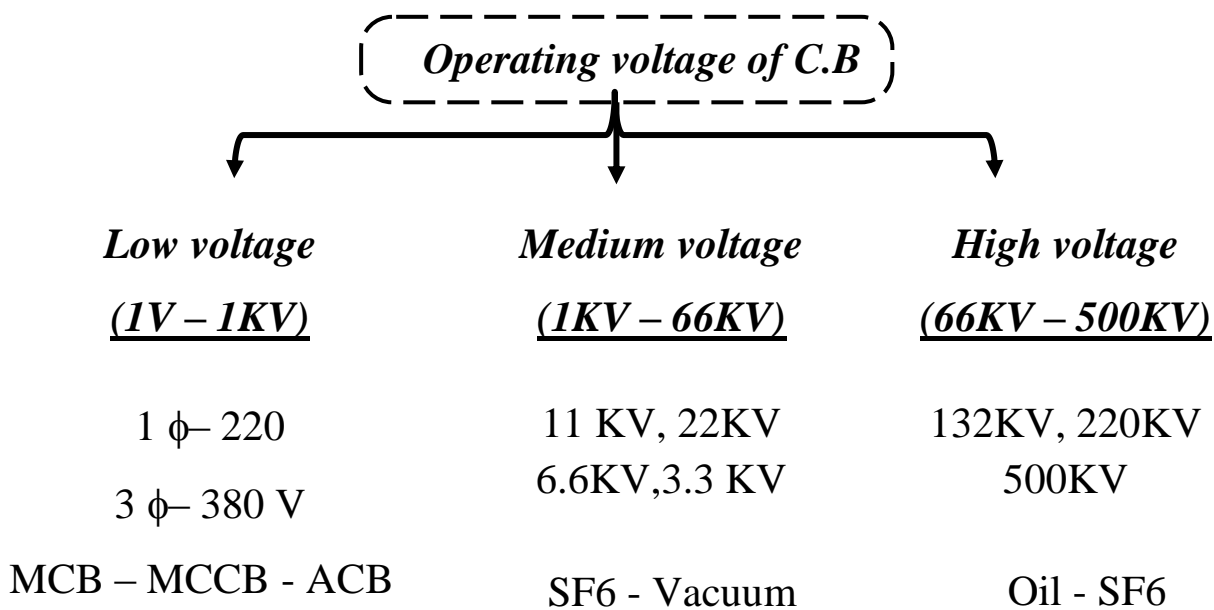 Operating voltage of C.B
Low voltage
(1V – 1KV)
1 ϕ– 220
3 ϕ– 380 V
MCB – MCCB - ACB
Medium voltage
(1KV – 66KV)
11 KV, 22KV
6.6KV,3.3 KV
SF6 - Vacuum
High voltage
(66KV – 500KV)
132KV, 220KV
500KV
Oil - SF6